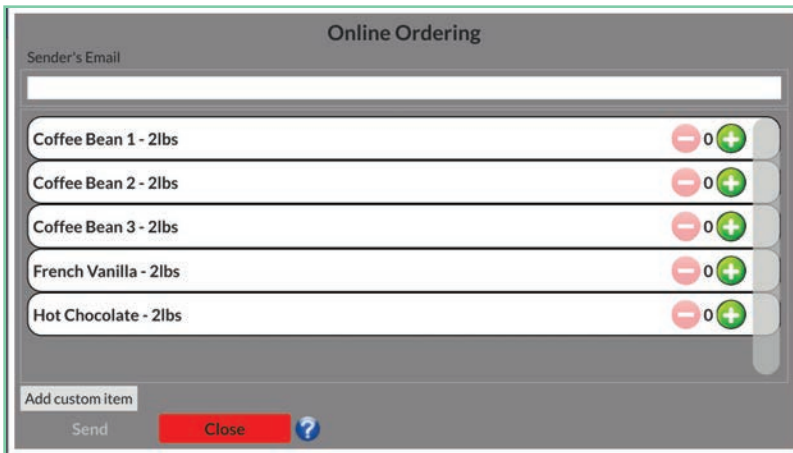 Online Ordering
Sender's Email
Coffee Bean 1 - 2lbs 0
Coffee Bean 2 - 2lbs 0
Coffee Bean 3 - 2lbs 0
French Vanilla - 2lbs 0
Hot Chocolate - 2lbs 0
Add custom item
Send Close ?